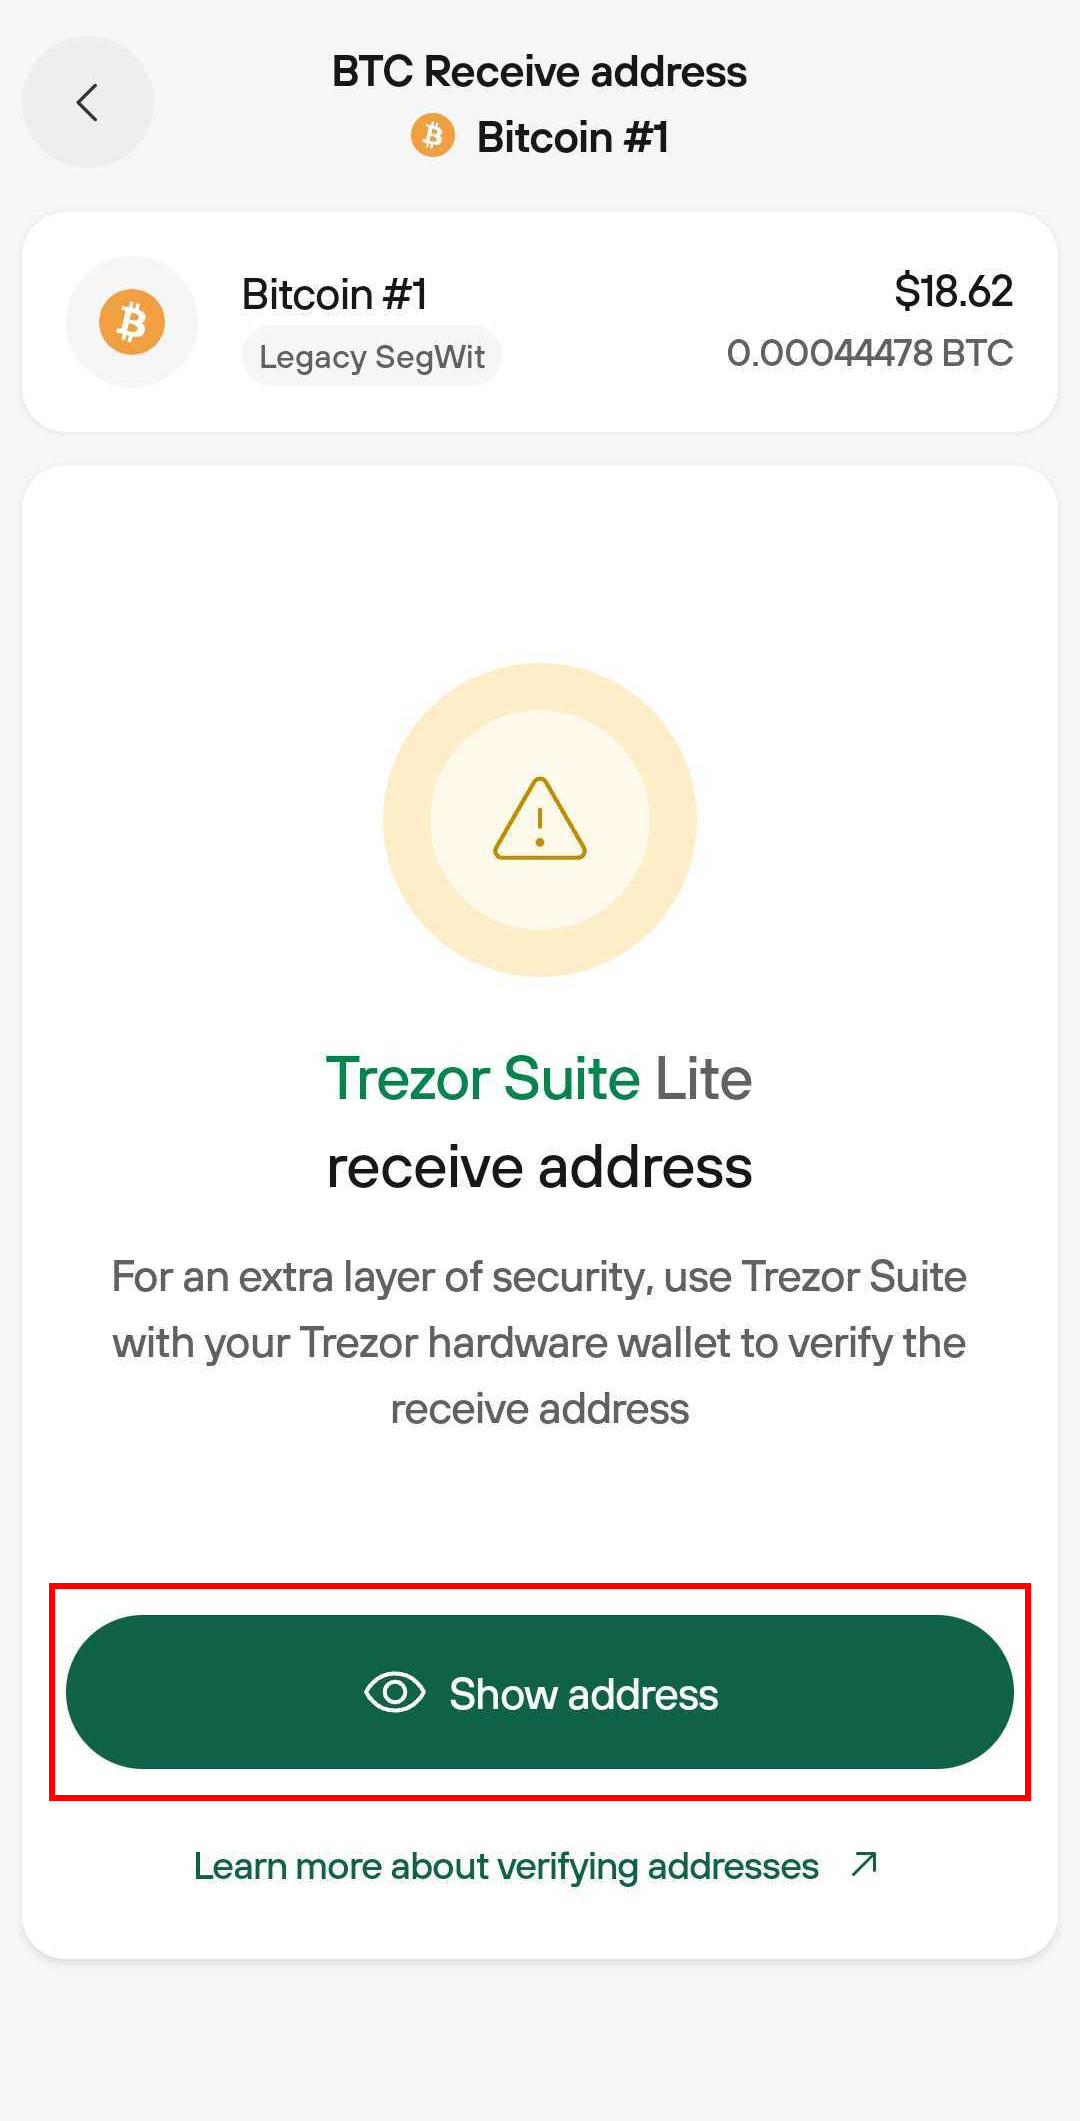 BTC Receive address
Bitcoin #1
Bitcoin #1
$18.62
Legacy SegWit
0.00044478 BTC
Trezor Suite Lite
receive address
For an extra layer of security, use Trezor Suite
with your Trezor hardware wallet to verify the
receive address
Show address
Learn more about verifying addresses